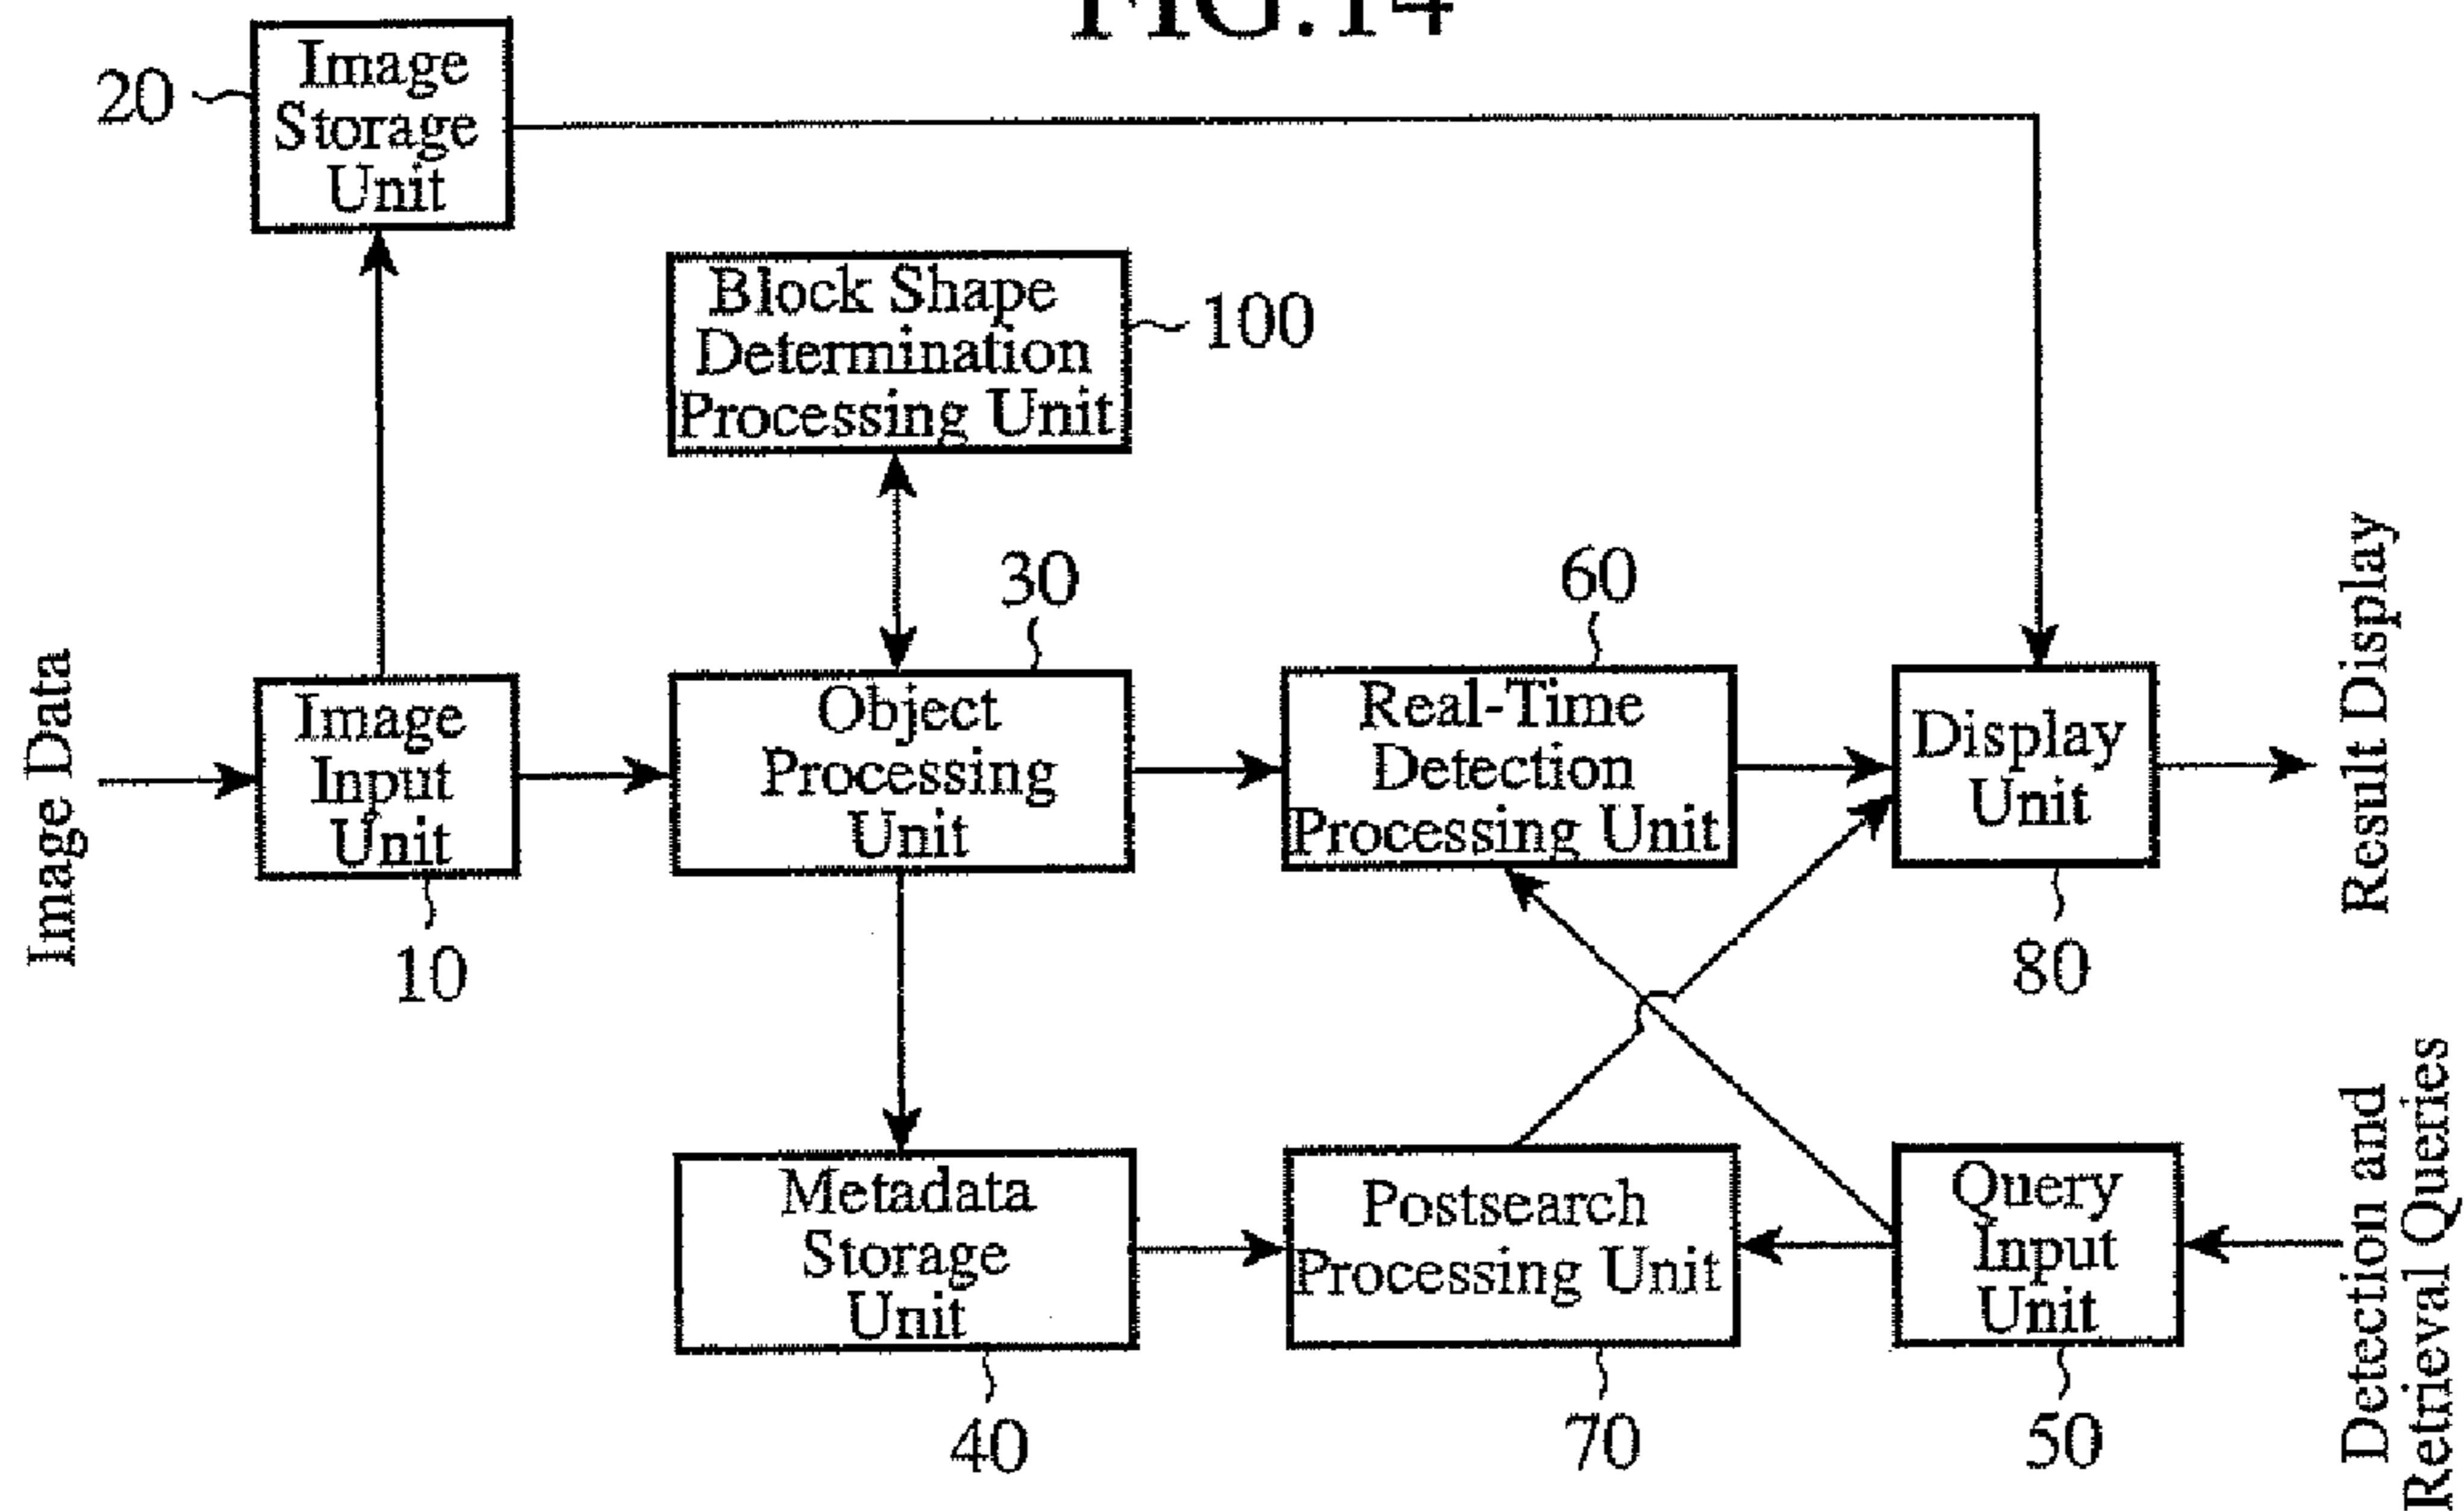 FIG.14
20
Image
Storage
Unit
Block Shape
Determination
Processing Unit
100
30
60
Image Data
Image
Input
Unit
10
Object
Processing
Unit
Real-Time
Detection
Processing Unit
Display
Unit
80
Result Display
Metadata
Storage
Unit
40
Postsearch
Processing Unit
70
Query
Input
Unit
50
Detection and
Retrieval Queries